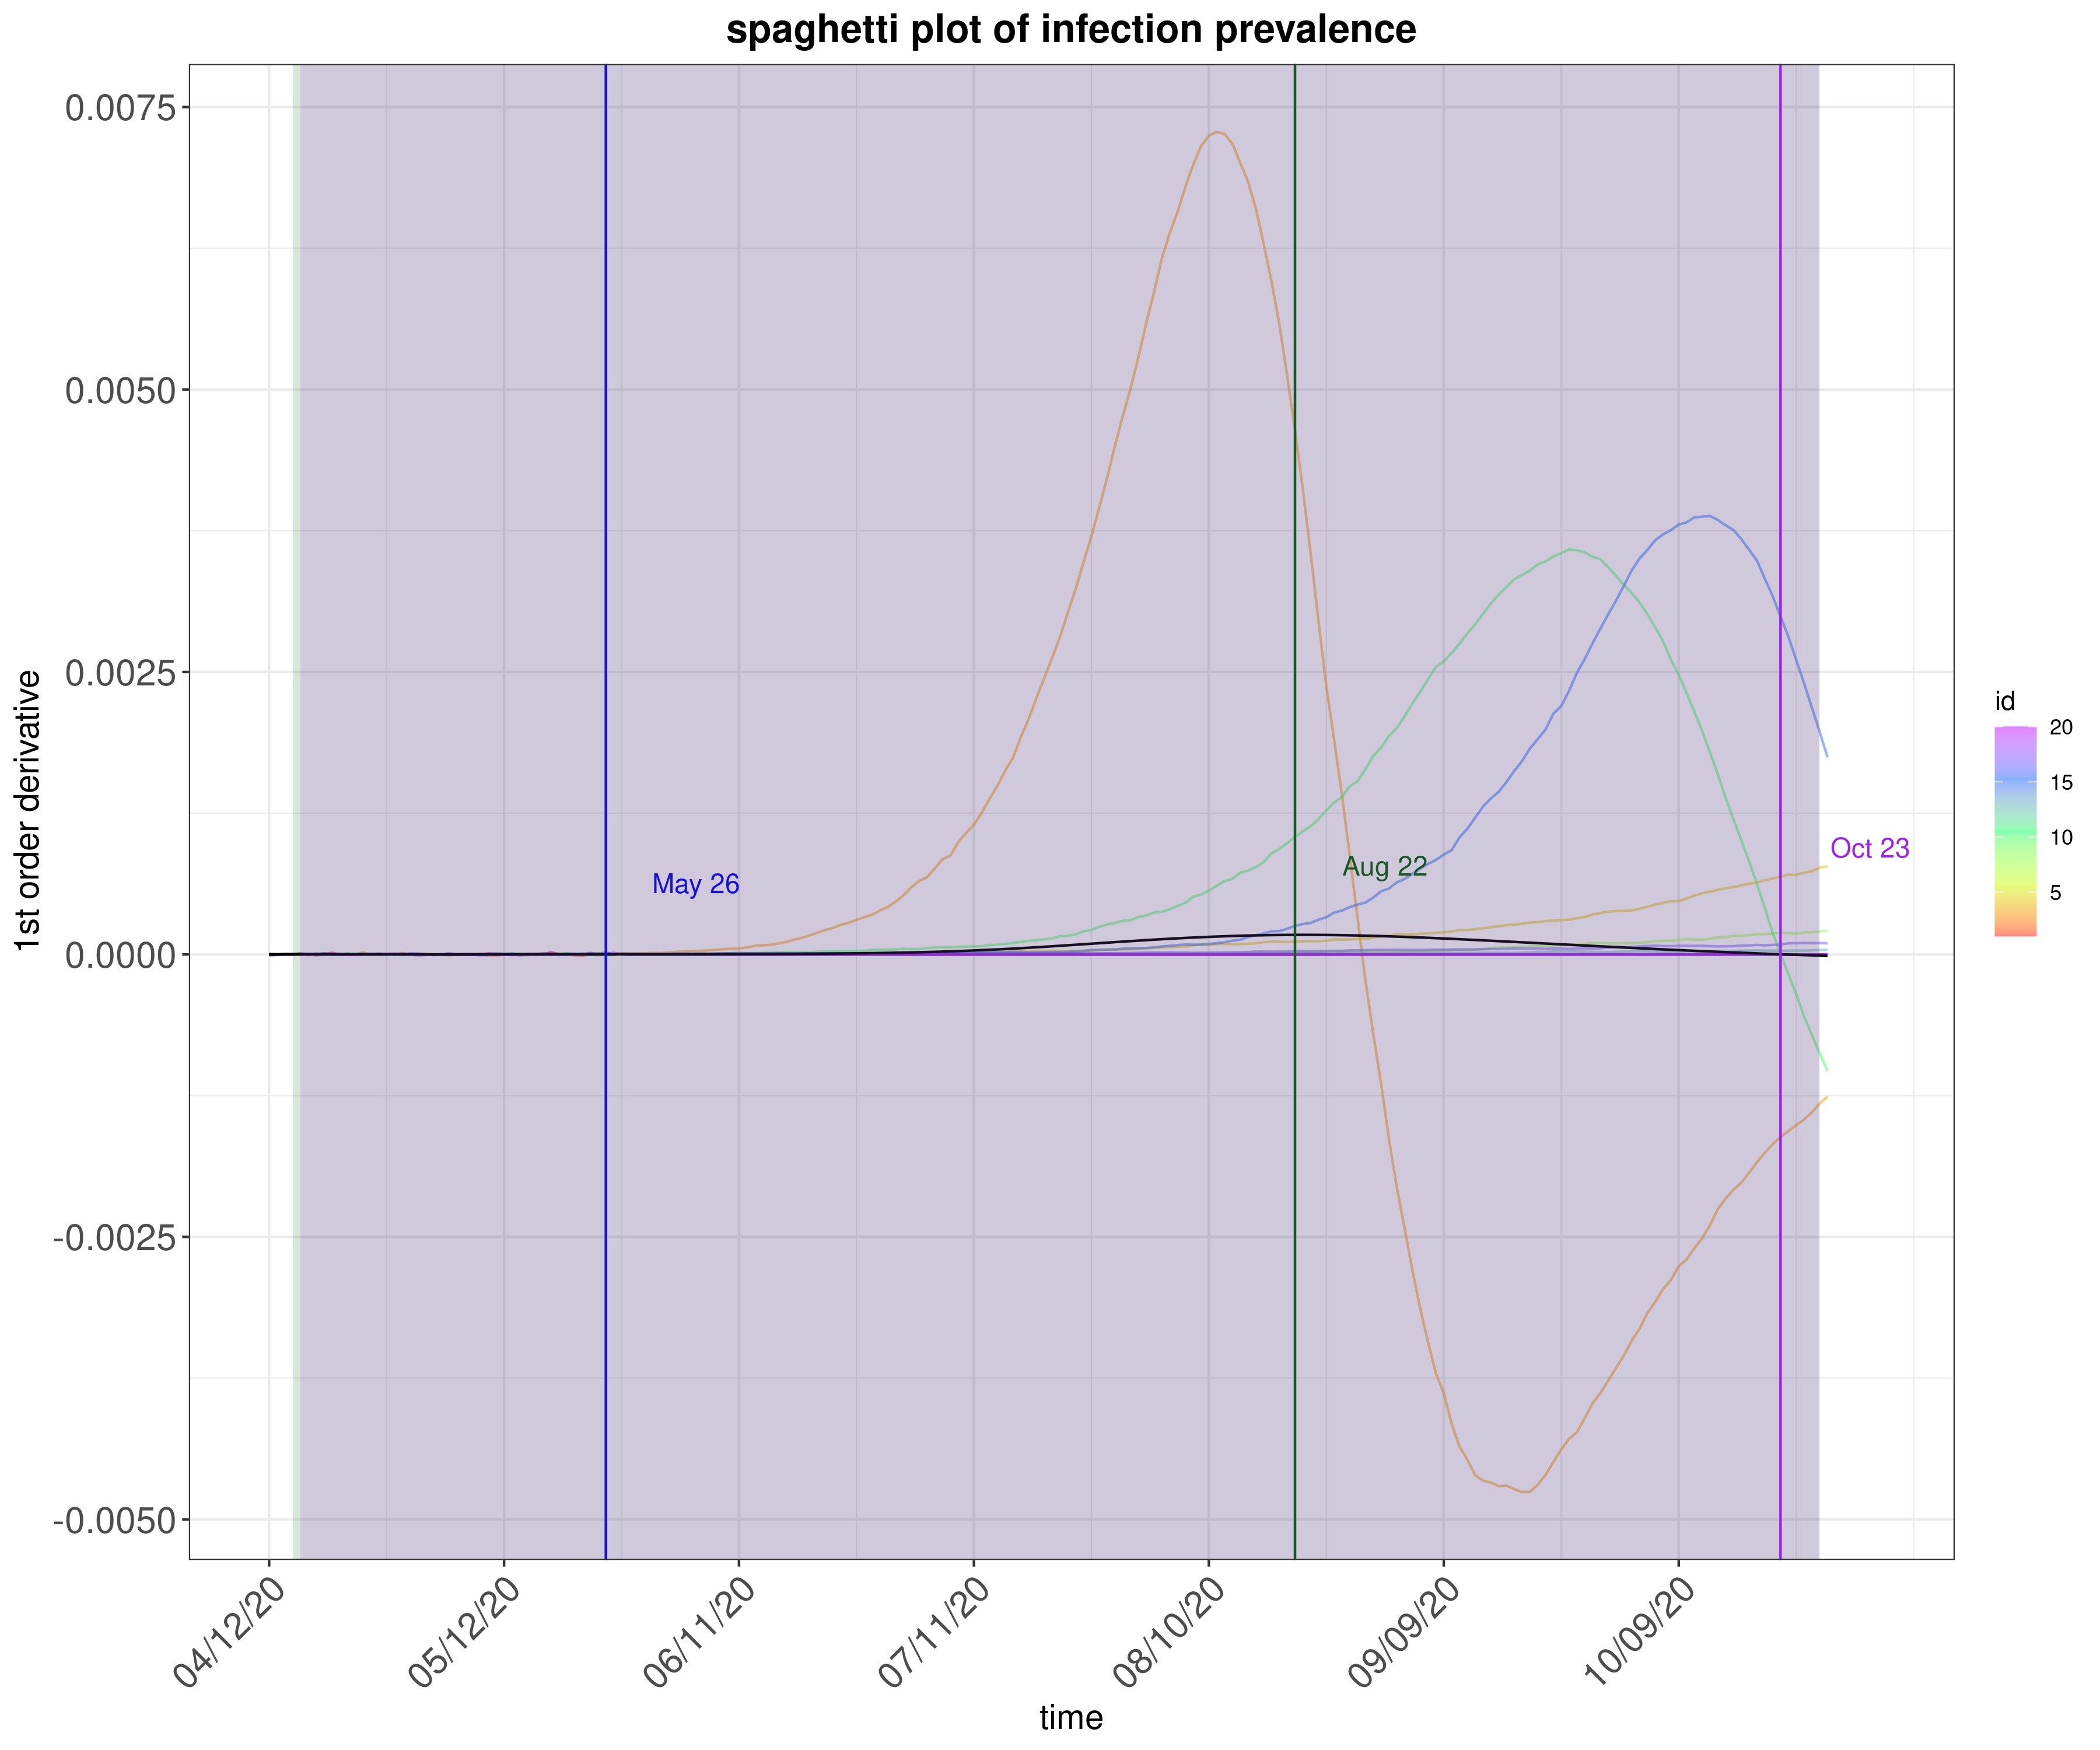 spaghetti plot of infection prevalence
0.0075
0.0050
0.0025
0.0000
-0.0025
-0.0050
1st order derivative
May 26
Aug 22
Oct 23
id
20
15
10
5
04/12/20
05/12/20
06/11/20
07/11/20
08/10/20
09/09/20
10/09/20
time